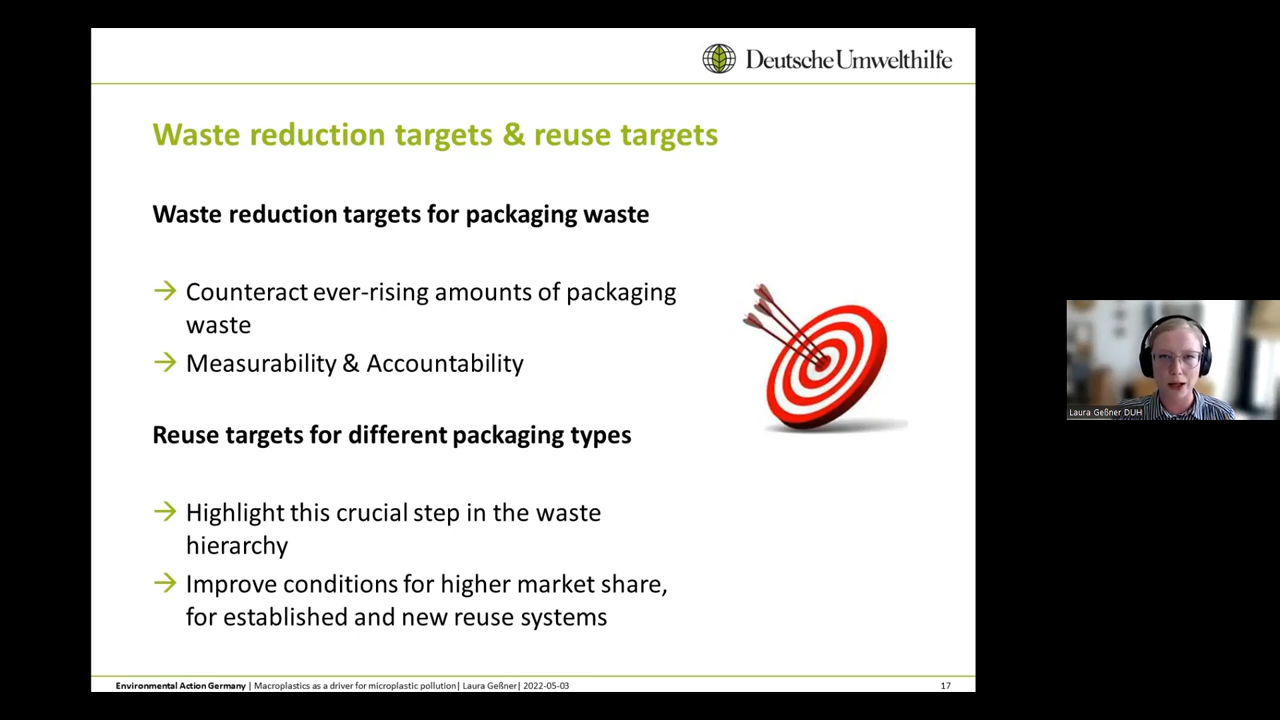 Deutsche Umwelthilfe
Waste reduction targets & reuse targets
Waste reduction targets for packaging waste
→ Counteract ever-rising amounts of packaging
waste
→ Measurability & Accountability
Reuse targets for different packaging types
→ Highlight this crucial step in the waste
hierarchy
→ Improve conditions for higher market share,
for established and new reuse systems
Environmental Action Germany | Macroplastics as a driver for microplastic pollution| Laura Geßner| 2022-05-03
17
Laura Geßner DUH